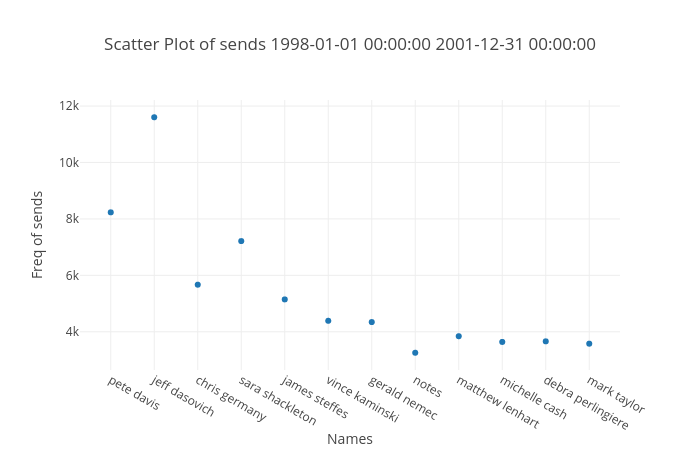 Scatter Plot of sends 1998-01-01 00:00:00 2001-12-31 00:00:00
12k
10k
8k
6k
4k
Freq of sends
pete davis
jeff dasovich
chris germany
sara shackleton
james steffes
vince kaminski
gerald nemec
notes
matthew lenhart
michelle cash
debra perlingiere
mark taylor
Names